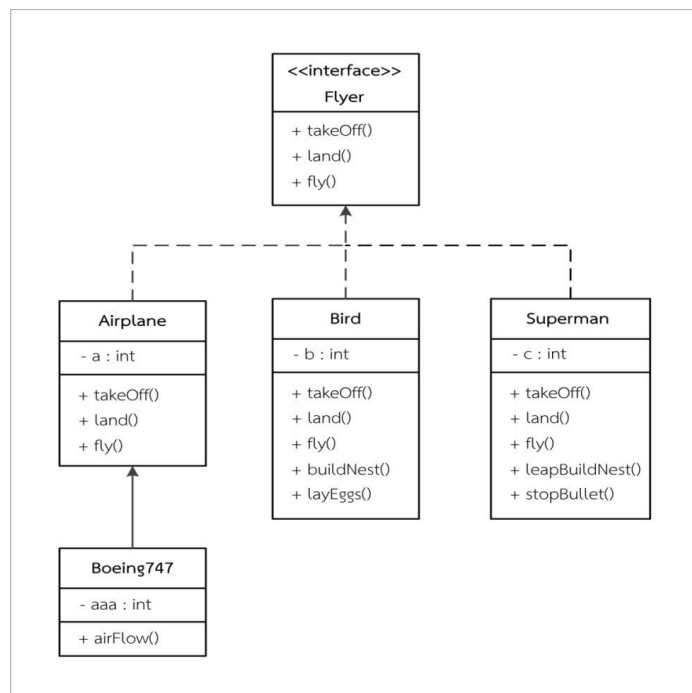 <<interface>>
Flyer
+ takeOff()
+ land()
+ fly()
Airplane
- a : int
+ takeOff()
+ land()
+ fly()
Bird
- b : int
+ takeOff()
+ land()
+ fly()
+ buildNest()
+ layEggs()
Superman
- c : int
+ takeOff()
+ land()
+ fly()
+ leapBuildNest()
+ stopBullet()
Boeing747
- aaa : int
+ airFlow()